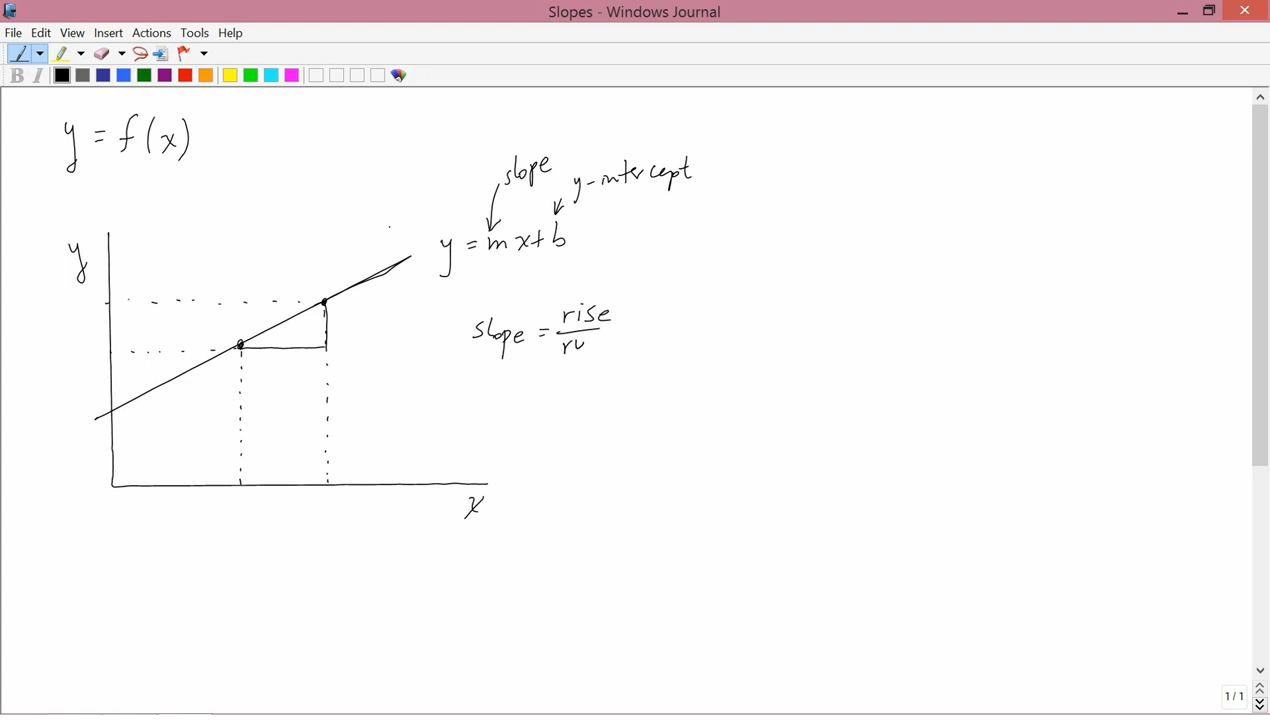 Slopes - Windows Journal
File Edit View Insert Actions Tools Help
B I
y = f(x)
slope
y-intercept
y = mx+b
y
slope = rise
ru
x
1 / 1